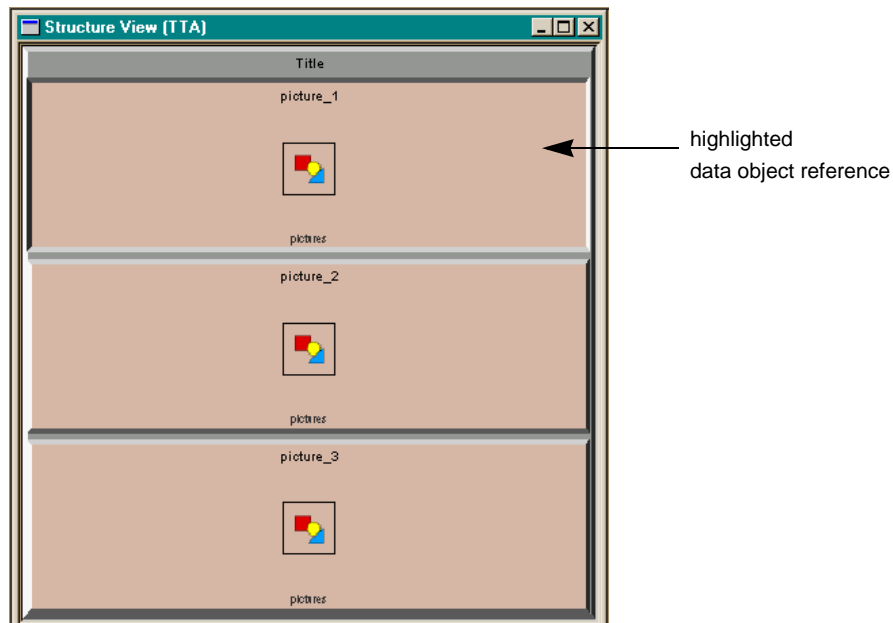 Structure View (TTA)
Title
picture_1
highlighted
data object reference
pictures
picture_2
pictures
picture_3
pictures